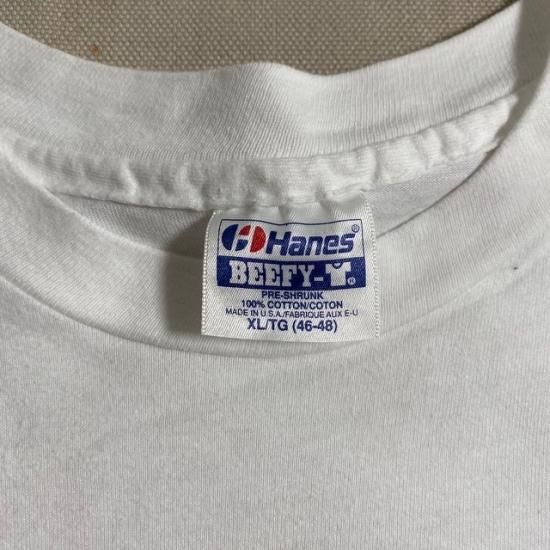 Hanes®
BEEFY-T®
PRE-SHRUNK
100% COTTON/COTON
MADE IN U.S.A./FABRIQUE AUX E-U
XL/TG (46-48)